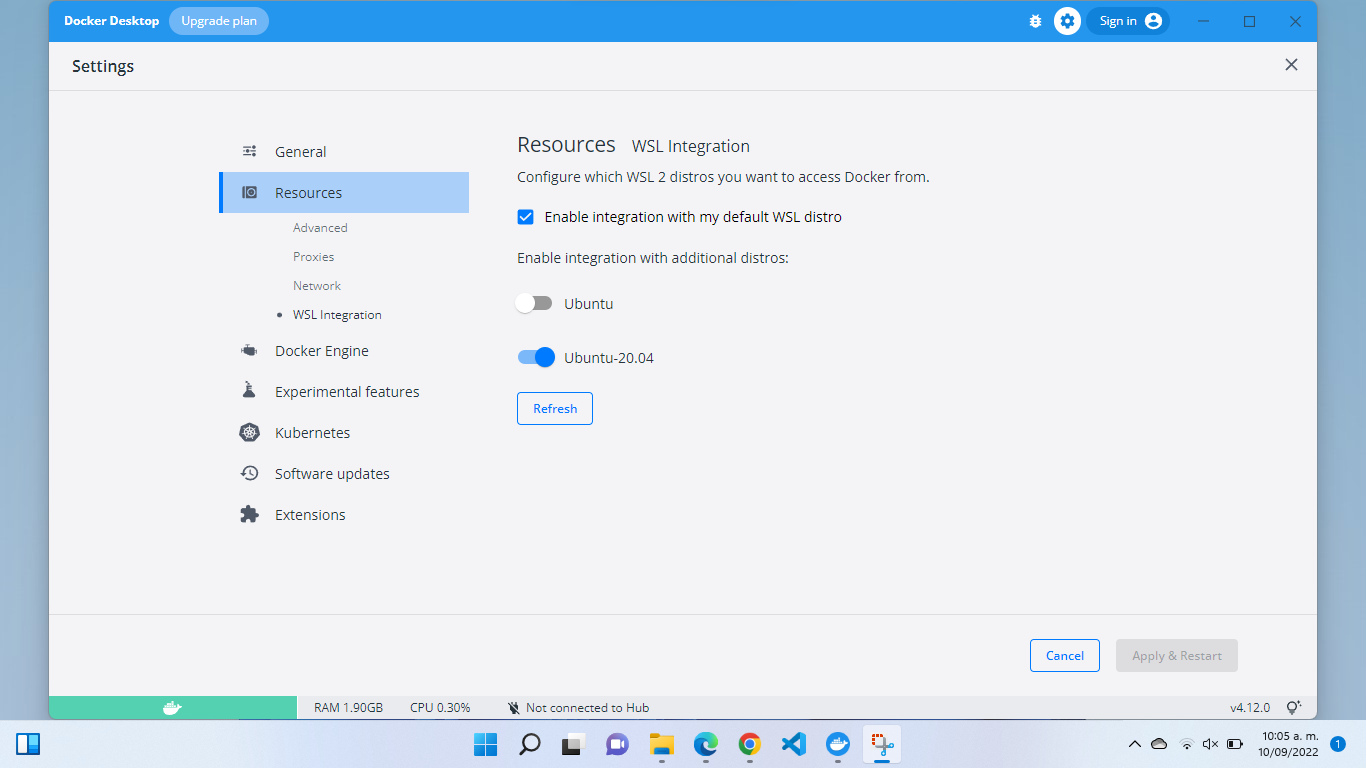 Docker Desktop Upgrade plan Sign in
Settings
General
Resources
Advanced
Proxies
Network
WSL Integration
Docker Engine
Experimental features
Kubernetes
Software updates
Extensions
Resources WSL Integration
Configure which WSL 2 distros you want to access Docker from.
Enable integration with my default WSL distro
Enable integration with additional distros:
Ubuntu
Ubuntu-20.04
Refresh
Cancel Apply & Restart
RAM 1.90GB CPU 0.30% Not connected to Hub v4.12.0
10:05 a. m.
10/09/2022 1